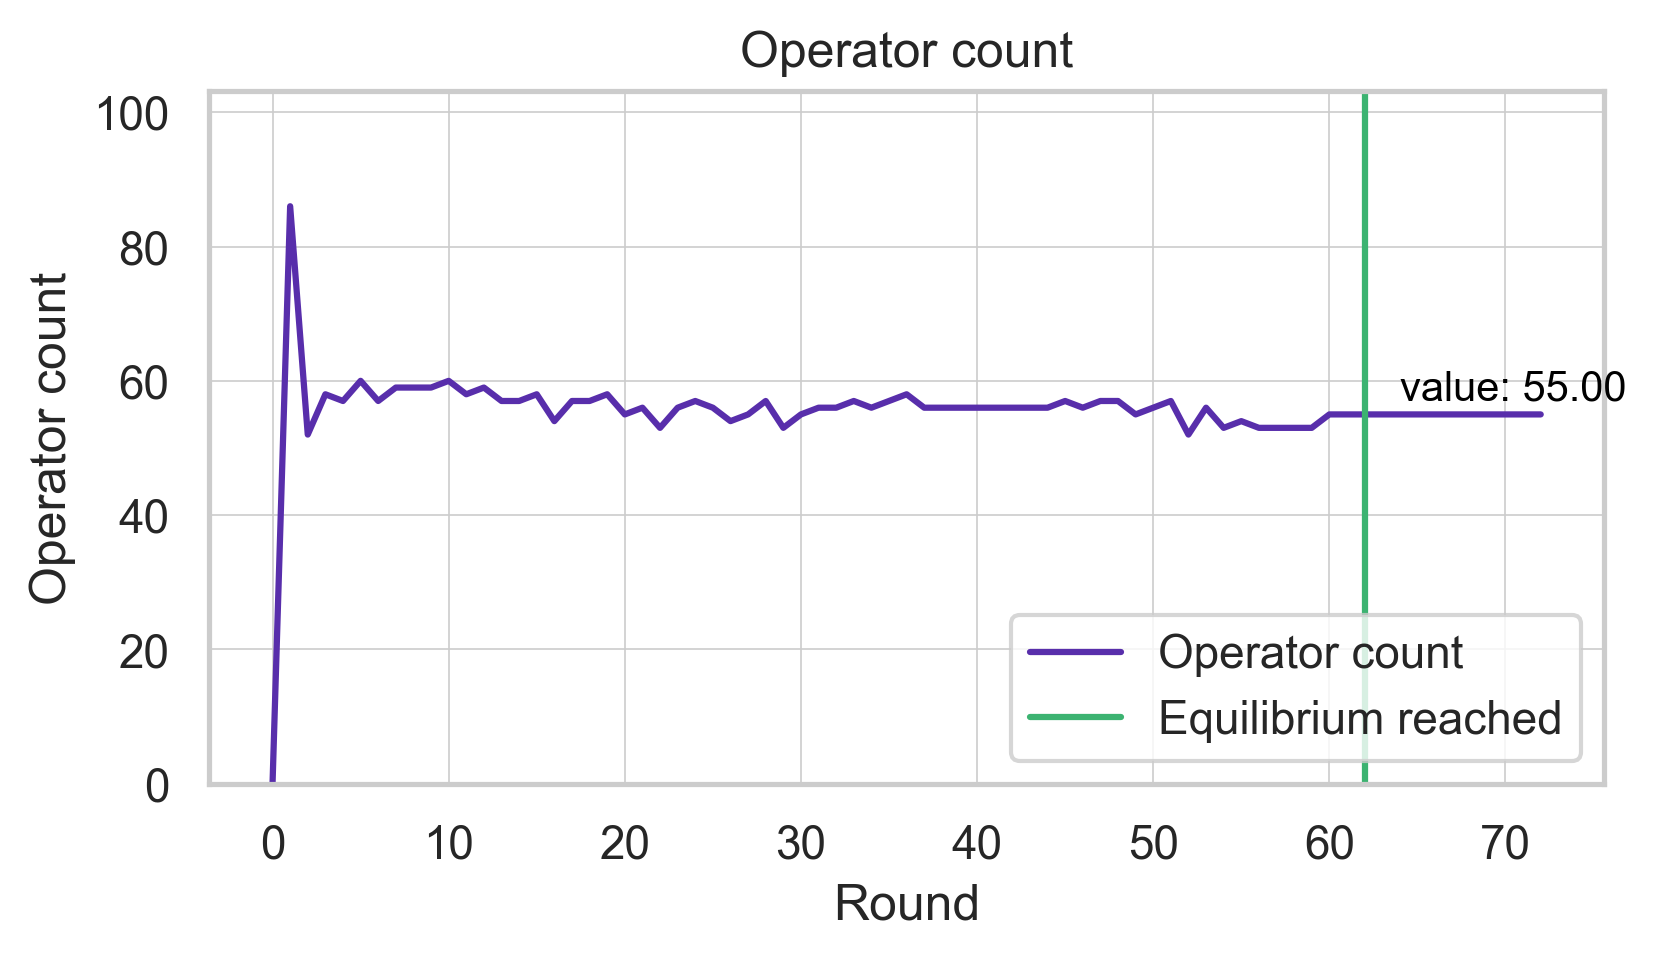 Operator count
100
80
60
40
20
0
Operator count
value: 55.00
Operator count
Equilibrium reached
0 10 20 30 40 50 60 70
Round